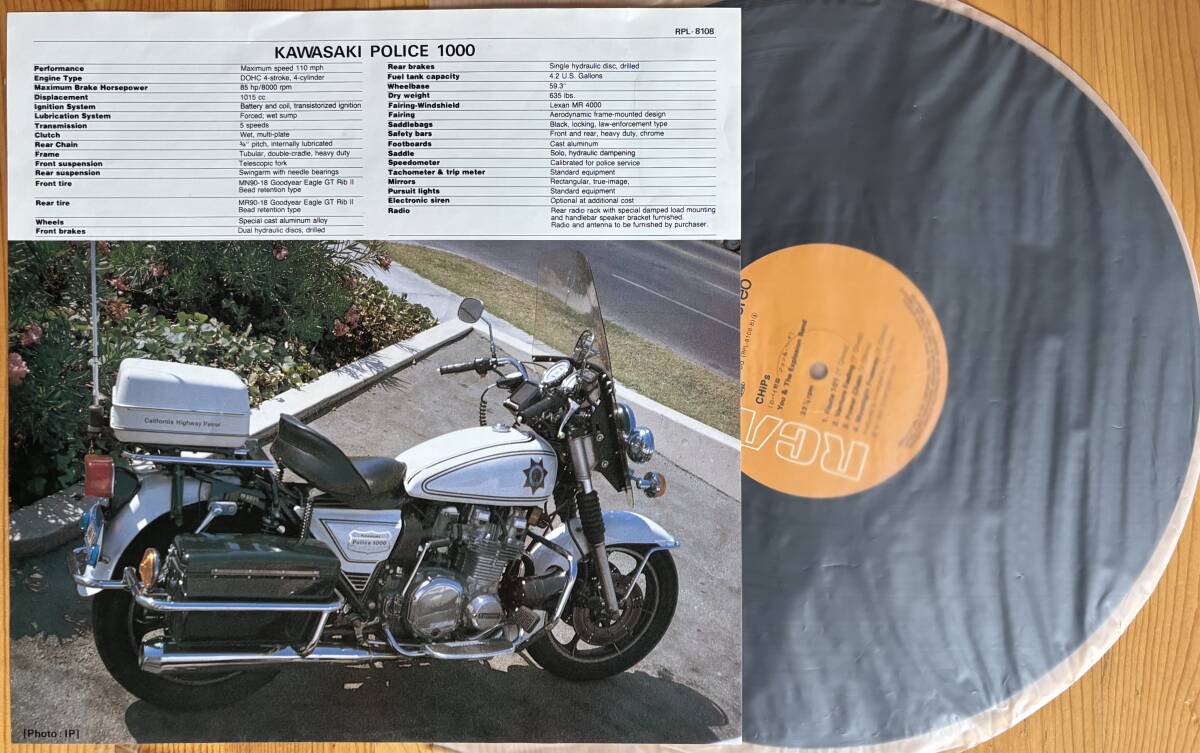 RPL-8108
KAWASAKI POLICE 1000
Performance Maximum speed 110 mph
Engine Type DOHC 4-stroke, 4-cylinder
Maximum Brake Horsepower 85 hp/8000 rpm
Displacement 1015 cc
Ignition System Battery and coil, transistorized ignition
Lubrication System Forced, wet sump
Transmission 5 speeds
Clutch Wet, multi-plate
Rear Chain ¾" pitch, internally lubricated
Frame Tubular, double-cradle, heavy duty
Front suspension Telescopic fork
Rear suspension Swingarm with needle bearings
Front tire MN90-18 Goodyear Eagle GT Rib II
Bead retention type
Rear tire MR90-18 Goodyear Eagle GT Rib II
Bead retention type
Wheels Special cast aluminum alloy
Front brakes Dual hydraulic discs, drilled
Rear brakes Single hydraulic disc, drilled
Fuel tank capacity 4.2 U.S. Gallons
Wheelbase 59.3"
Dry weight 635 lbs.
Fairing-Windshield Lexan MR 4000
Fairing Aerodynamic frame-mounted design
Saddlebags Black, locking, law-enforcement type
Safety bars Front and rear, heavy duty, chrome
Footboards Cast aluminum
Saddle Solo, hydraulic dampening
Speedometer Calibrated for police service
Tachometer & trip meter Standard equipment
Mirrors Rectangular, true-image,
Pursuit lights Standard equipment
Electronic siren Optional at additional cost
Radio Rear radio rack with special damped load mounting
and handlebar speaker bracket furnished.
Radio and antenna to be furnished by purchaser.
California Highway Patrol
Kawasaki
Police 1000
[Photo : IP]
RCA
CHiPs
You & The Explosion Band
33⅓ rpm